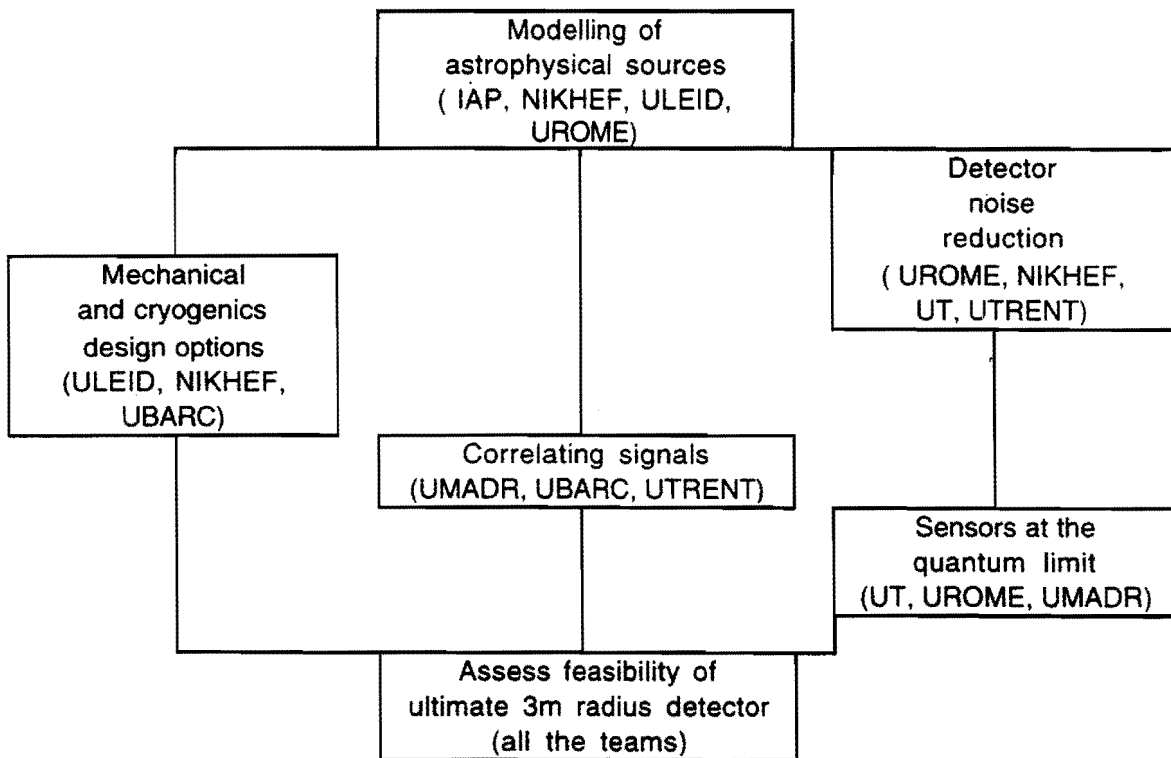 Modelling of
astrophysical sources
( IAP, NIKHEF, ULEID,
UROME)
Detector
noise
reduction
( UROME, NIKHEF,
UT, UTRENT)
Mechanical
and cryogenics
design options
(ULEID, NIKHEF,
UBARC)
Correlating signals
(UMADR, UBARC, UTRENT)
Sensors at the
quantum limit
(UT, UROME, UMADR)
Assess feasibility of
ultimate 3m radius detector
(all the teams)